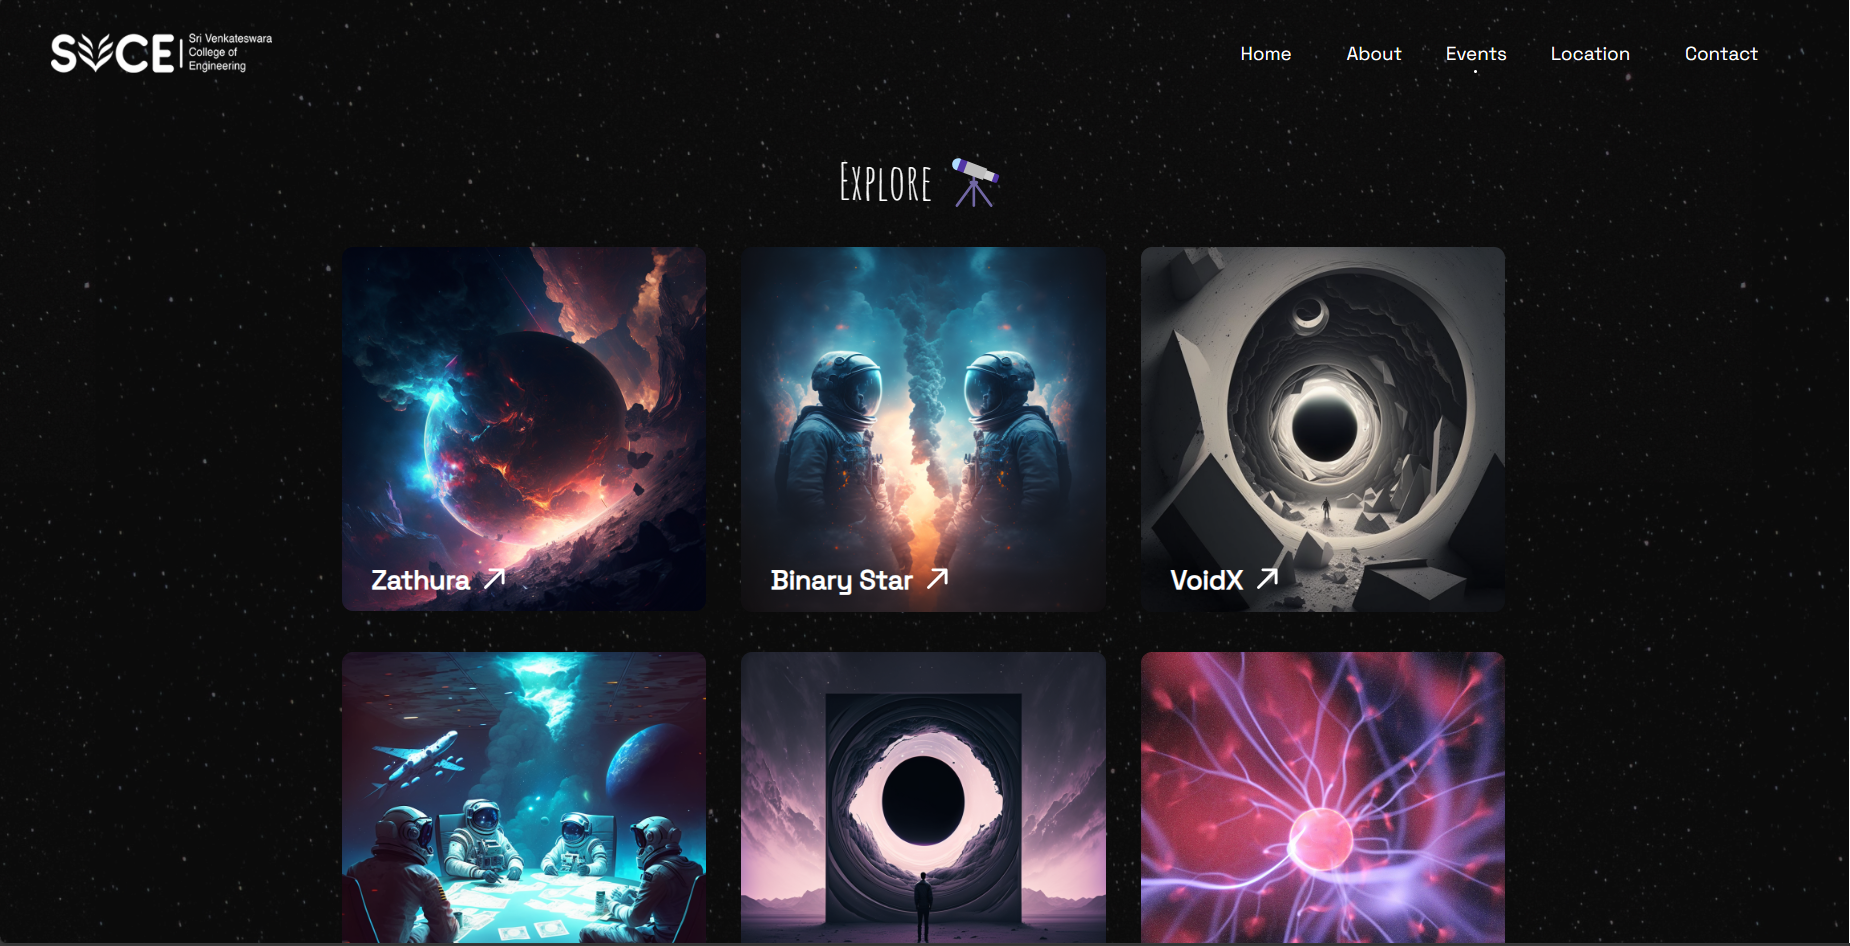 SVCE
Sri Venkateswara
College of
Engineering
Home About Events Location Contact
Explore
Zathura
Binary Star
VoidX